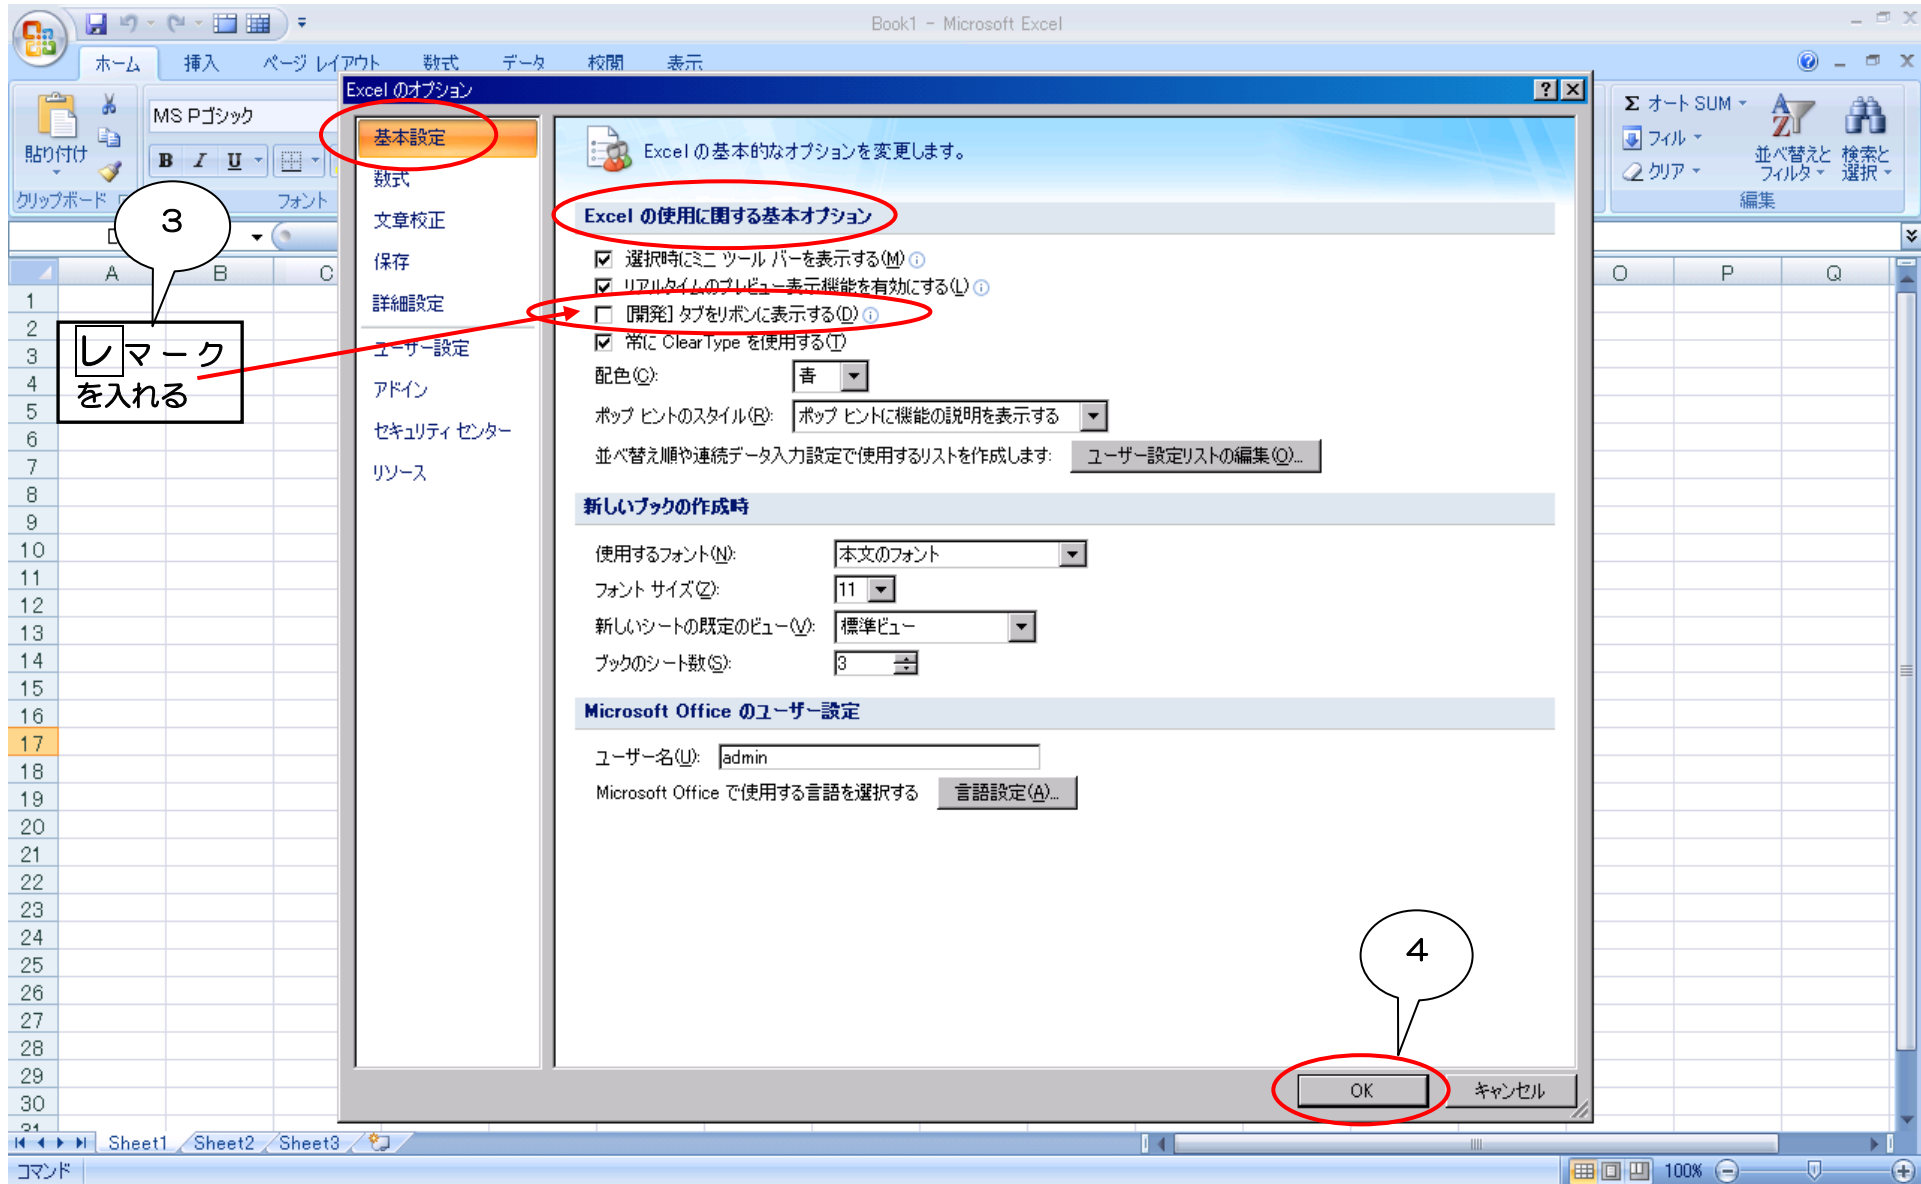 Book1 - Microsoft Excel
ホーム 挿入 ページ レイアウト 数式 データ 校閲 表示
貼り付け
クリップボード
MS Pゴシック
B I U
フォント
Σ オート SUM
フィル
クリア
並べ替えと
フィルタ
検索と
選択
編集
Excel のオプション
基本設定
数式
文章校正
保存
詳細設定
ユーザー設定
アドイン
セキュリティ センター
リソース
Excel の基本的なオプションを変更します。
Excel の使用に関する基本オプション
選択時にミニ ツール バーを表示する(M)
リアルタイムのプレビュー表示機能を有効にする(L)
[開発] タブをリボンに表示する(D)
常に ClearType を使用する(T)
配色(C): 青
ポップ ヒントのスタイル(R): ポップ ヒントに機能の説明を表示する
並べ替え順や連続データ入力設定で使用するリストを作成します: ユーザー設定リストの編集(O)...
新しいブックの作成時
使用するフォント(N): 本文のフォント
フォント サイズ(Z): 11
新しいシートの既定のビュー(V): 標準ビュー
ブックのシート数(S): 3
Microsoft Office のユーザー設定
ユーザー名(U): admin
Microsoft Office で使用する言語を選択する 言語設定(A)...
OK キャンセル
3
レ マーク
を入れる
4
A B C O P Q
1
2
3
4
5
6
7
8
9
10
11
12
13
14
15
16
17
18
19
20
21
22
23
24
25
26
27
28
29
30
31
Sheet1 Sheet2 Sheet3
コマンド
100%